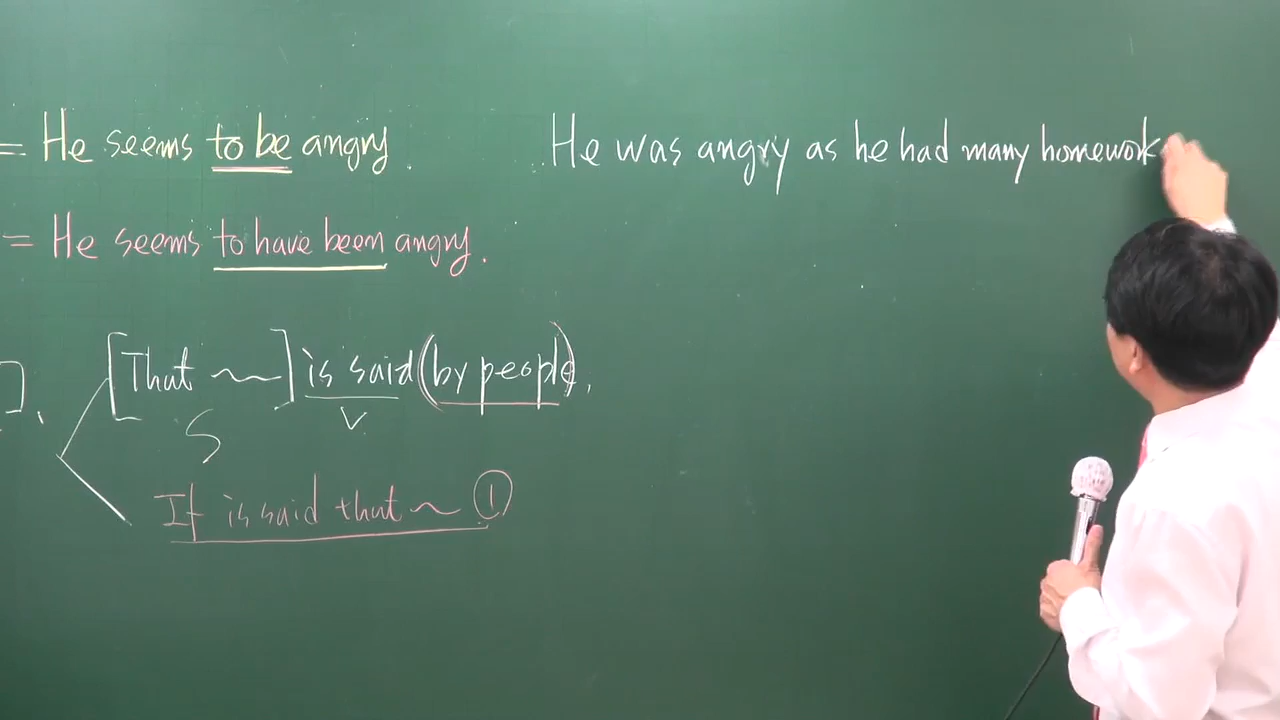 = He seems to be angry.
He was angry as he had many homework
= He seems to have been angry.
].
[That ~] is said (by people).
S
V
It is said that ~ ①